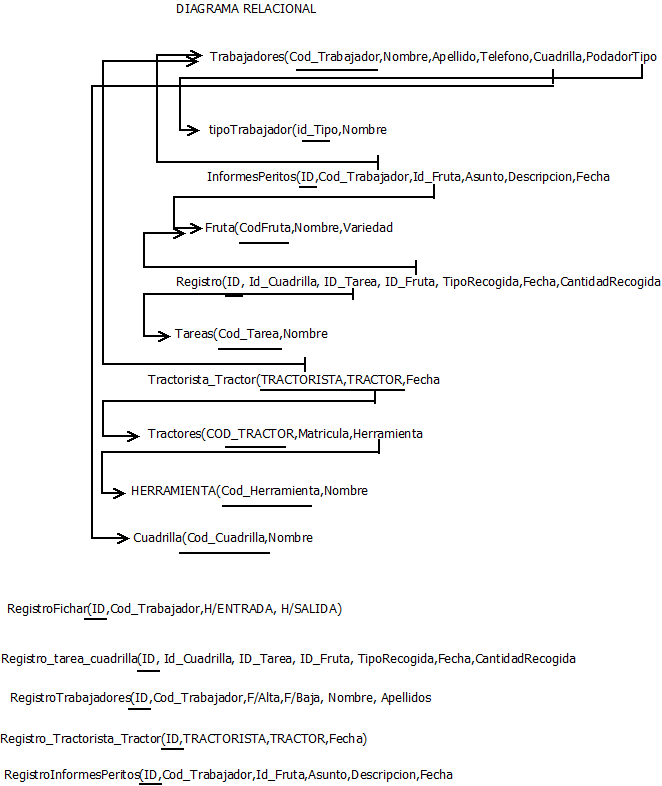 DIAGRAMA RELACIONAL
Trabajadores(Cod_Trabajador,Nombre,Apellido,Telefono,Cuadrilla,PodadorTipo
tipoTrabajador(id_Tipo,Nombre
InformesPeritos(ID,Cod_Trabajador,Id_Fruta,Asunto,Descripcion,Fecha
Fruta(CodFruta,Nombre,Variedad
Registro(ID, Id_Cuadrilla, ID_Tarea, ID_Fruta, TipoRecogida,Fecha,CantidadRecogida
Tareas(Cod_Tarea,Nombre
Tractorista_Tractor(TRACTORISTA,TRACTOR,Fecha
Tractores(COD_TRACTOR,Matricula,Herramienta
HERRAMIENTA(Cod_Herramienta,Nombre
Cuadrilla(Cod_Cuadrilla,Nombre
RegistroFichar(ID,Cod_Trabajador,H/ENTRADA, H/SALIDA)
Registro_tarea_cuadrilla(ID, Id_Cuadrilla, ID_Tarea, ID_Fruta, TipoRecogida,Fecha,CantidadRecogida
RegistroTrabajadores(ID,Cod_Trabajador,F/Alta,F/Baja, Nombre, Apellidos
Registro_Tractorista_Tractor(ID,TRACTORISTA,TRACTOR,Fecha)
RegistroInformesPeritos(ID,Cod_Trabajador,Id_Fruta,Asunto,Descripcion,Fecha